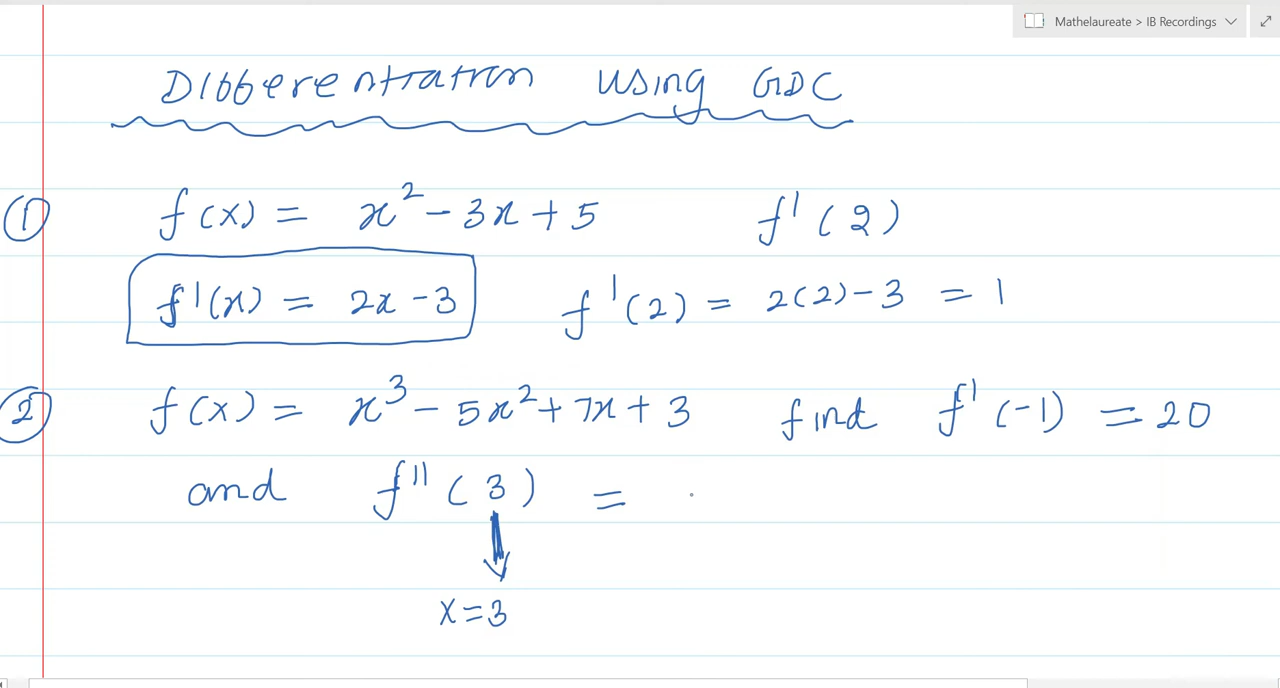 Mathelaureate > IB Recordings
Differentiation using GDC
① f(x) = x² - 3x + 5 f'(2)
f'(x) = 2x - 3 f'(2) = 2(2) - 3 = 1
② f(x) = x³ - 5x² + 7x + 3 find f'(-1) = 20
and f''(3) =
x = 3